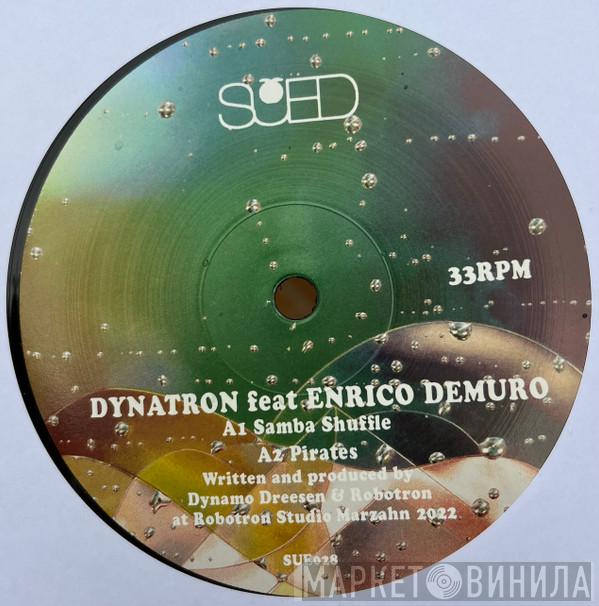 SUËD
33RPM
DYNATRON feat ENRICO DEMURO
A1 Samba Shuffle
A2 Pirates
Written and produced by
Dynamo Dreesen & Robotron
at Robotron Studio Marzahn 2022
SUE028
МАРКЕТ ВИНИЛА